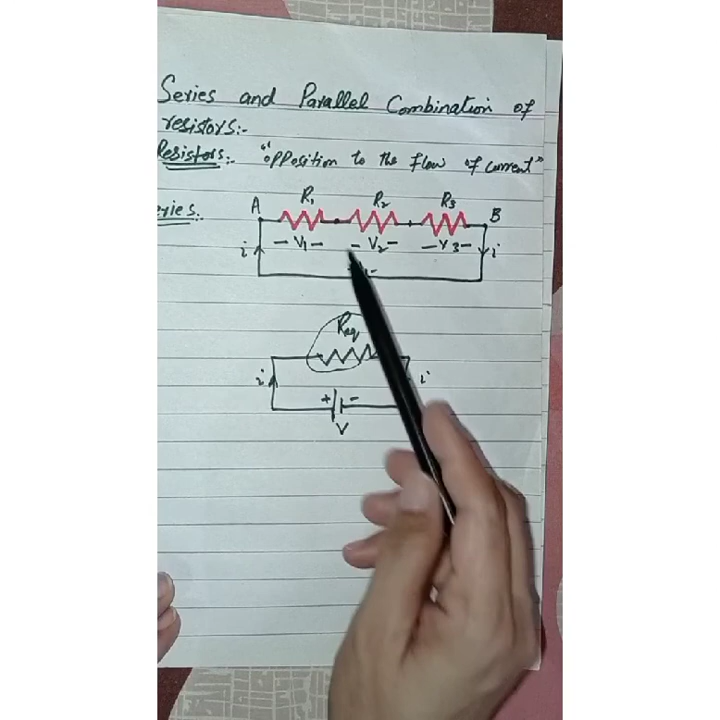 Series and Parallel Combination of
resistors:-
Resistors:- "opposition to the flow of current"
R1 R2 R3
eries. A B
i - V1 - - V2 - - V3 - i
-
Req
i i
+ -
V